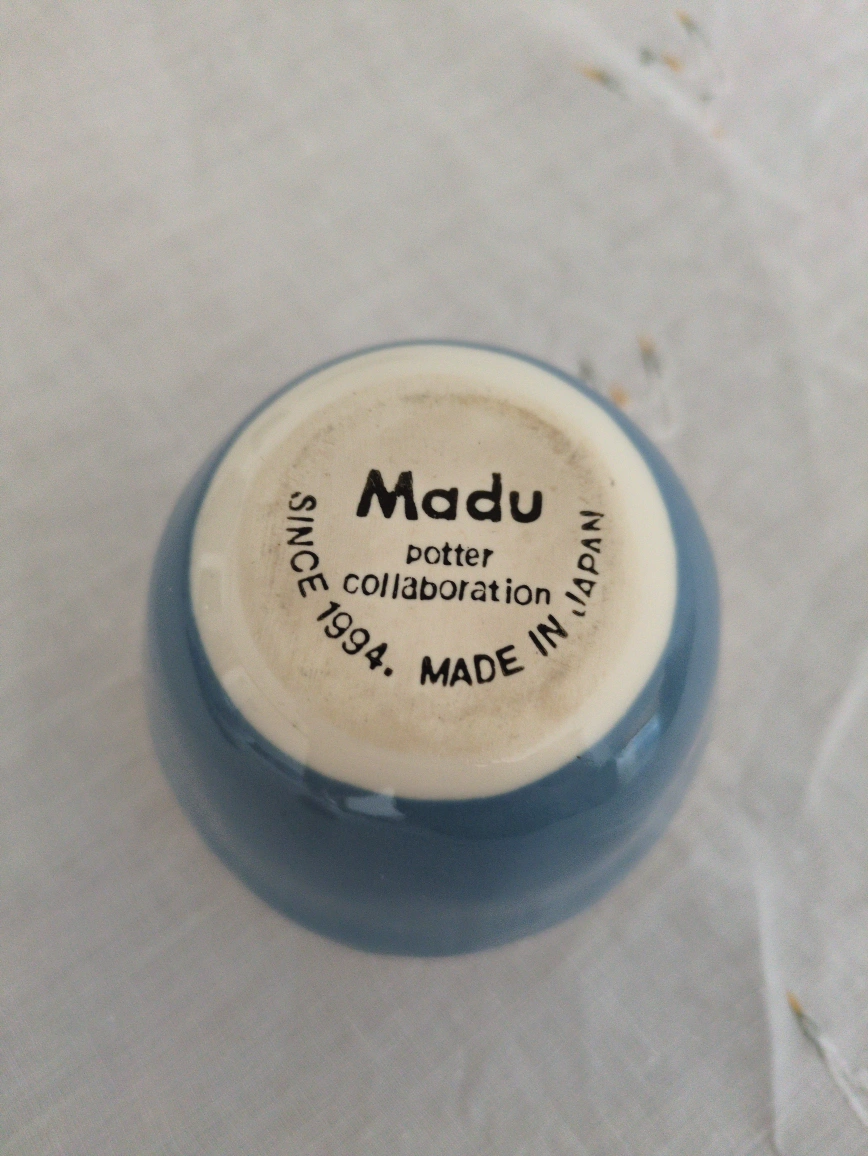 Madu
potter
collaboration
SINCE 1994. MADE IN JAPAN